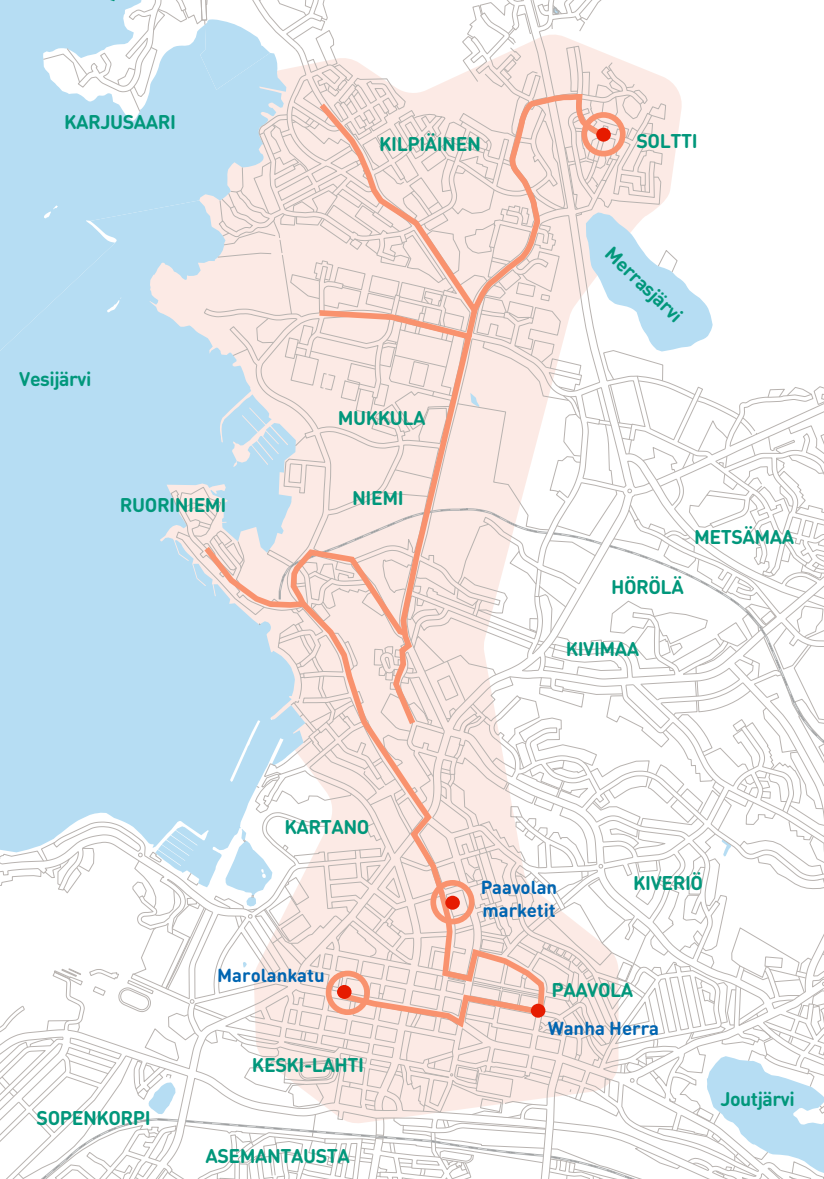 KARJUSAARI
KILPIÄINEN
SOLTTI
Merrasjärvi
Vesijärvi
MUKKULA
RUORINIEMI
NIEMI
METSÄMAA
HÖRÖLÄ
KIVIMAA
KARTANO
KIVERIÖ
Paavolan
marketit
Marolankatu
PAAVOLA
Wanha Herra
KESKI-LAHTI
Joutjärvi
SOPENKORPI
ASEMANTAUSTA